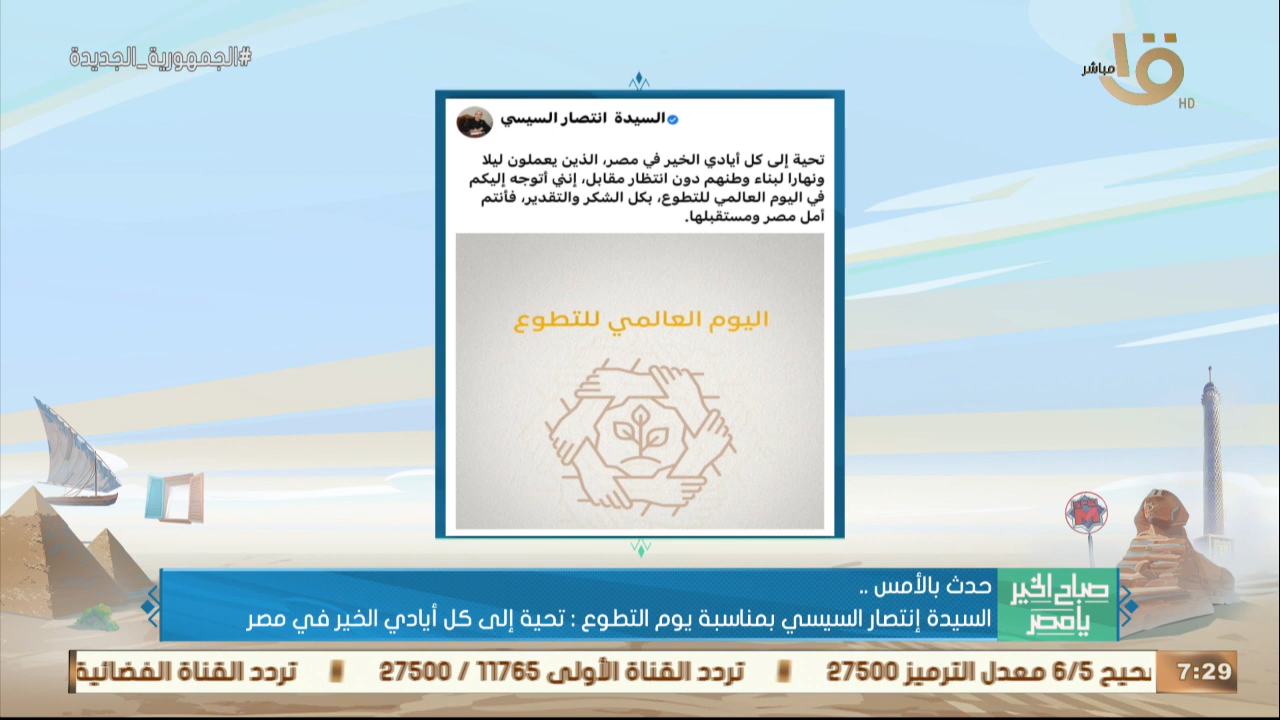 #الجمهورية_الجديدة
مباشر
HD
السيدة انتصار السيسي
تحية إلى كل أيادي الخير في مصر، الذين يعملون ليلا
ونهارا لبناء وطنهم دون انتظار مقابل، إنني أتوجه إليكم
في اليوم العالمي للتطوع، بكل الشكر والتقدير، فأنتم
أمل مصر ومستقبلها.
اليوم العالمي للتطوع
M
صباح الخير
يا مصر
حدث بالأمس ..
السيدة إنتصار السيسي بمناسبة يوم التطوع : تحية إلى كل أيادي الخير في مصر
7:29
6/5 معدل الترميز 27500 تردد القناة الأولى 11765 / 27500 تردد القناة الفضائية